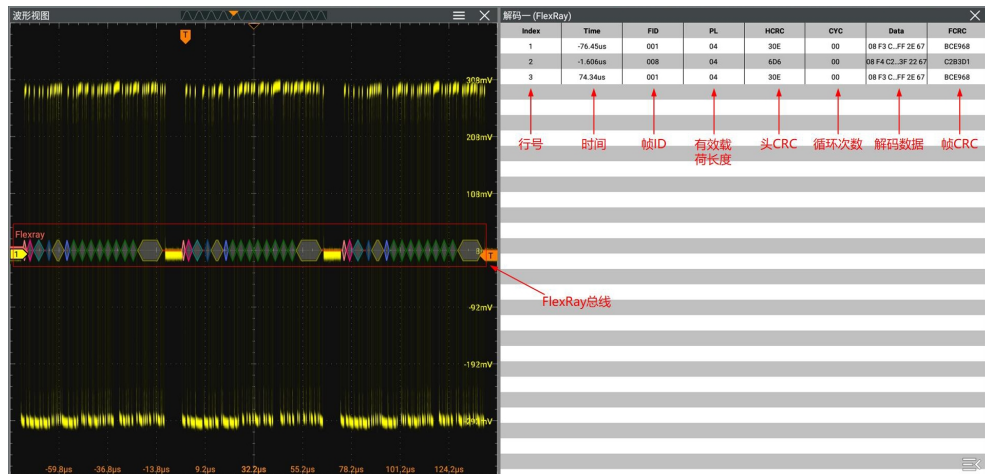 波形视图
解码一 (FlexRay)
Index Time FID PL HCRC CYC Data FCRC
1 -76.45us 001 04 30E 00 08 F3 C...FF 2E 67 BCE968
2 -1.606us 008 04 6D6 00 08 F4 C2...3F 22 67 C2B3D1
3 74.34us 001 04 30E 00 08 F3 C...FF 2E 67 BCE968
行号 时间 帧ID 有效载荷长度 头CRC 循环次数 解码数据 帧CRC
T
308mV
208mV
108mV
Flexray
1
T
FlexRay总线
-92mV
-192mV
-292mV
-59.8μs -36.8μs -13.8μs 9.2μs 32.2μs 55.2μs 78.2μs 101.2μs 124.2μs